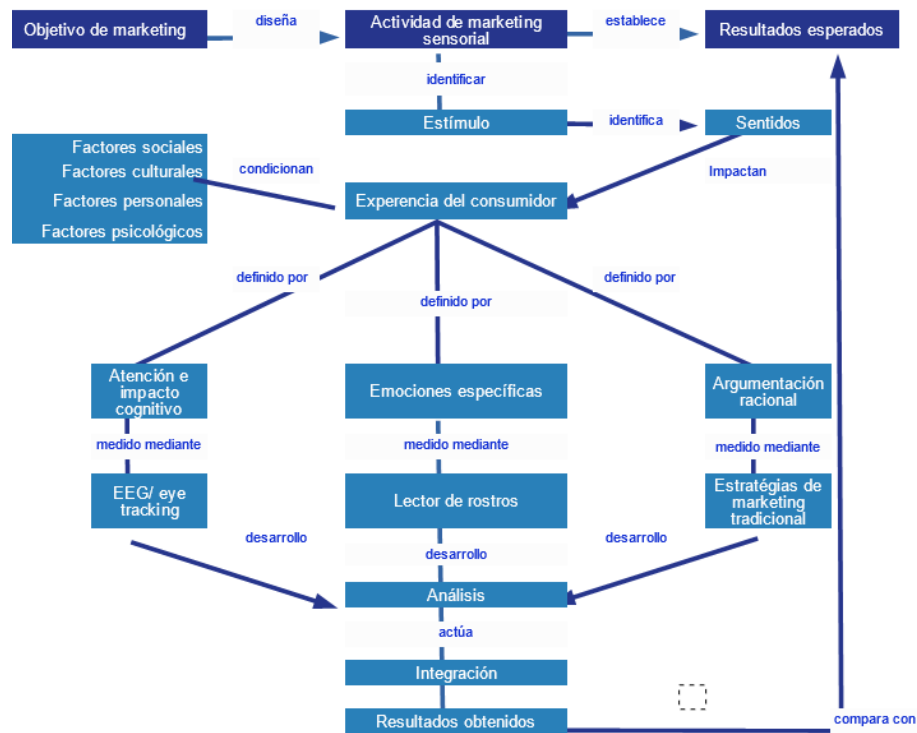 Objetivo de marketing
diseña
Actividad de marketing
sensorial
establece
Resultados esperados
identificar
Estímulo
identifica
Sentidos
Factores sociales
Factores culturales
Factores personales
Factores psicológicos
condicionan
Impactan
Experencia del consumidor
definido por
definido por
definido por
Atención e
impacto
cognitivo
Emociones específicas
Argumentación
racional
medido mediante
medido mediante
medido mediante
EEG/ eye
tracking
Lector de rostros
Estratégias de
marketing
tradicional
desarrollo
desarrollo
desarrollo
Análisis
actúa
Integración
Resultados obtenidos
compara con